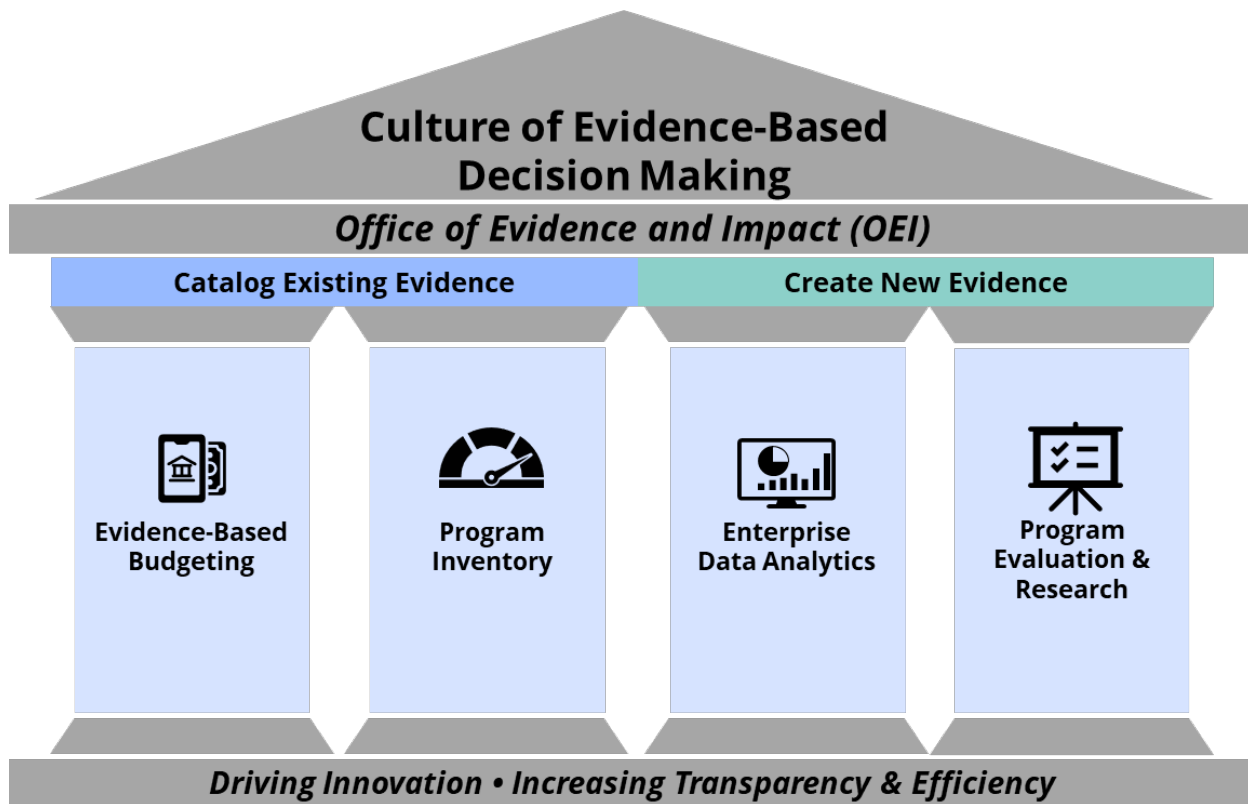 Culture of Evidence-Based
Decision Making
Office of Evidence and Impact (OEI)
Catalog Existing Evidence
Create New Evidence
Evidence-Based
Budgeting
Program
Inventory
Enterprise
Data Analytics
Program
Evaluation &
Research
Driving Innovation • Increasing Transparency & Efficiency